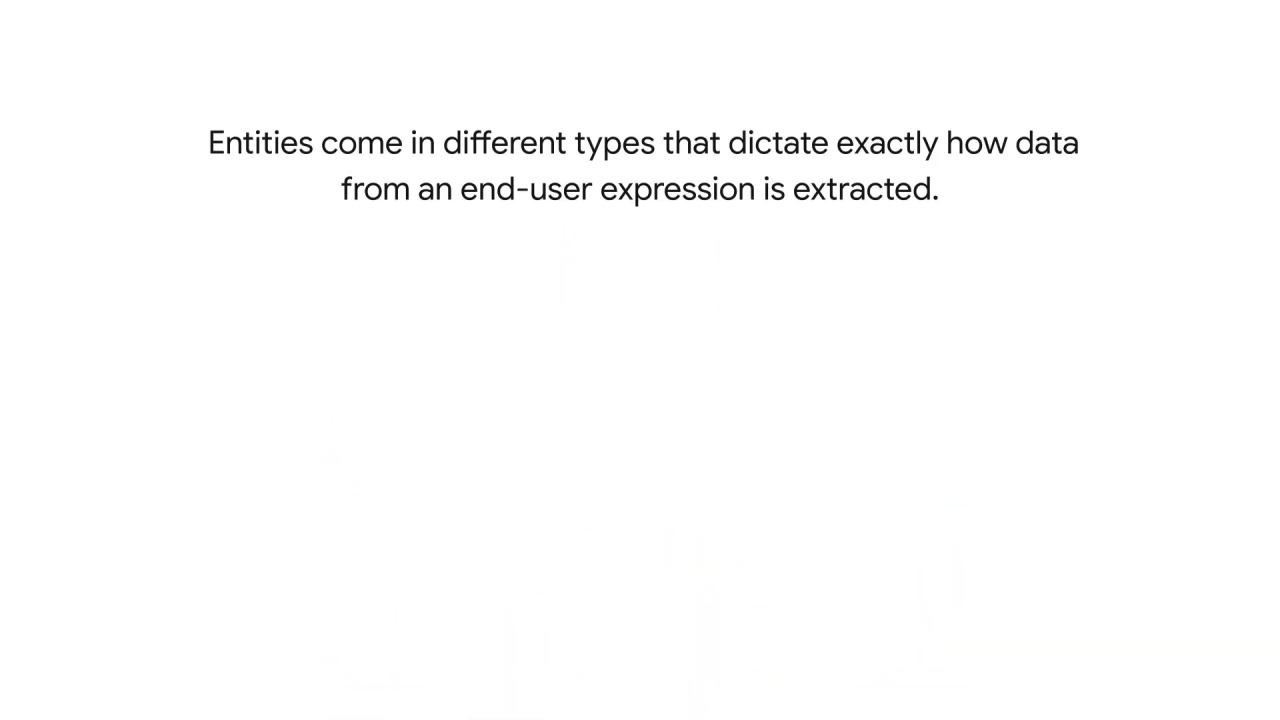 Entities come in different types that dictate exactly how data
from an end-user expression is extracted.